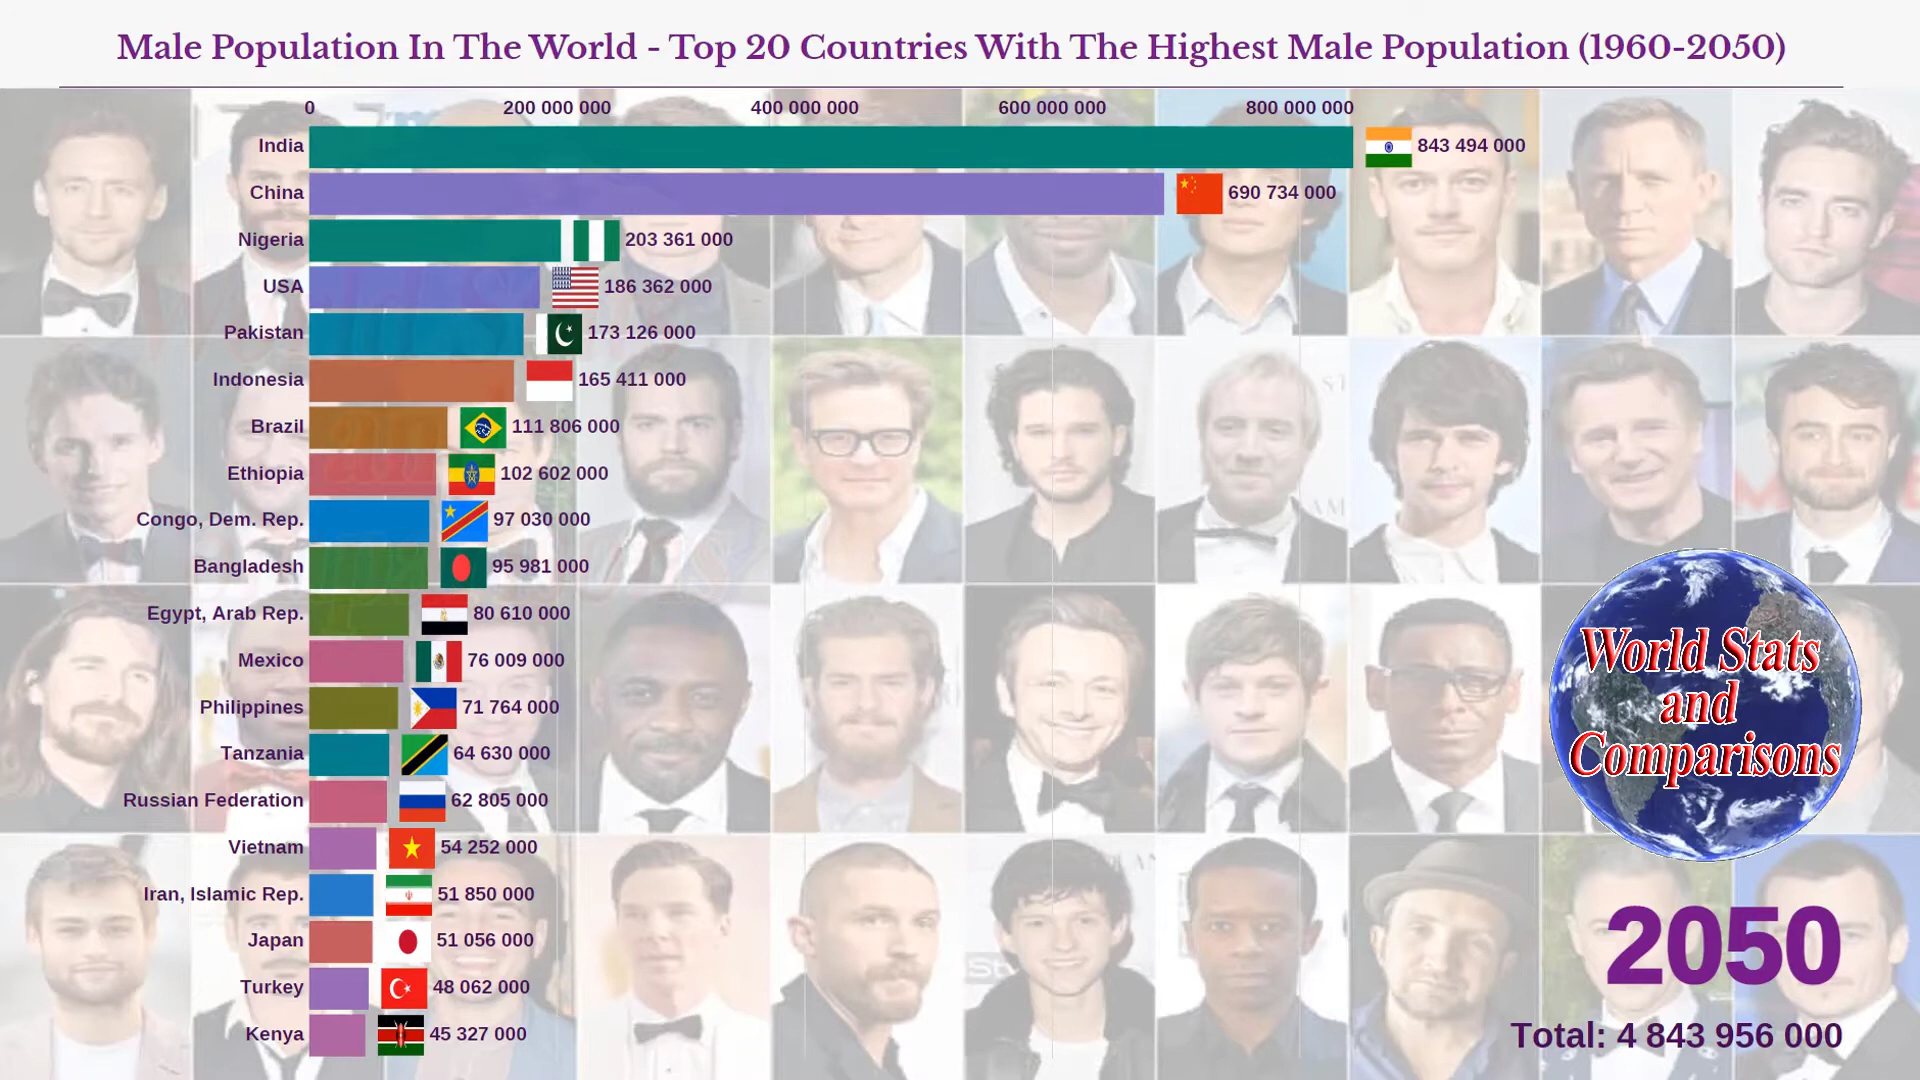 Male Population In The World - Top 20 Countries With The Highest Male Population (1960-2050)
0 200 000 000 400 000 000 600 000 000 800 000 000
India 843 494 000
China 690 734 000
Nigeria 203 361 000
USA 186 362 000
Pakistan 173 126 000
Indonesia 165 411 000
Brazil 111 806 000
Ethiopia 102 602 000
Congo, Dem. Rep. 97 030 000
Bangladesh 95 981 000
Egypt, Arab Rep. 80 610 000
Mexico 76 009 000
Philippines 71 764 000
Tanzania 64 630 000
Russian Federation 62 805 000
Vietnam 54 252 000
Iran, Islamic Rep. 51 850 000
Japan 51 056 000
Turkey 48 062 000
Kenya 45 327 000
World Stats
and
Comparisons
2050
Total: 4 843 956 000